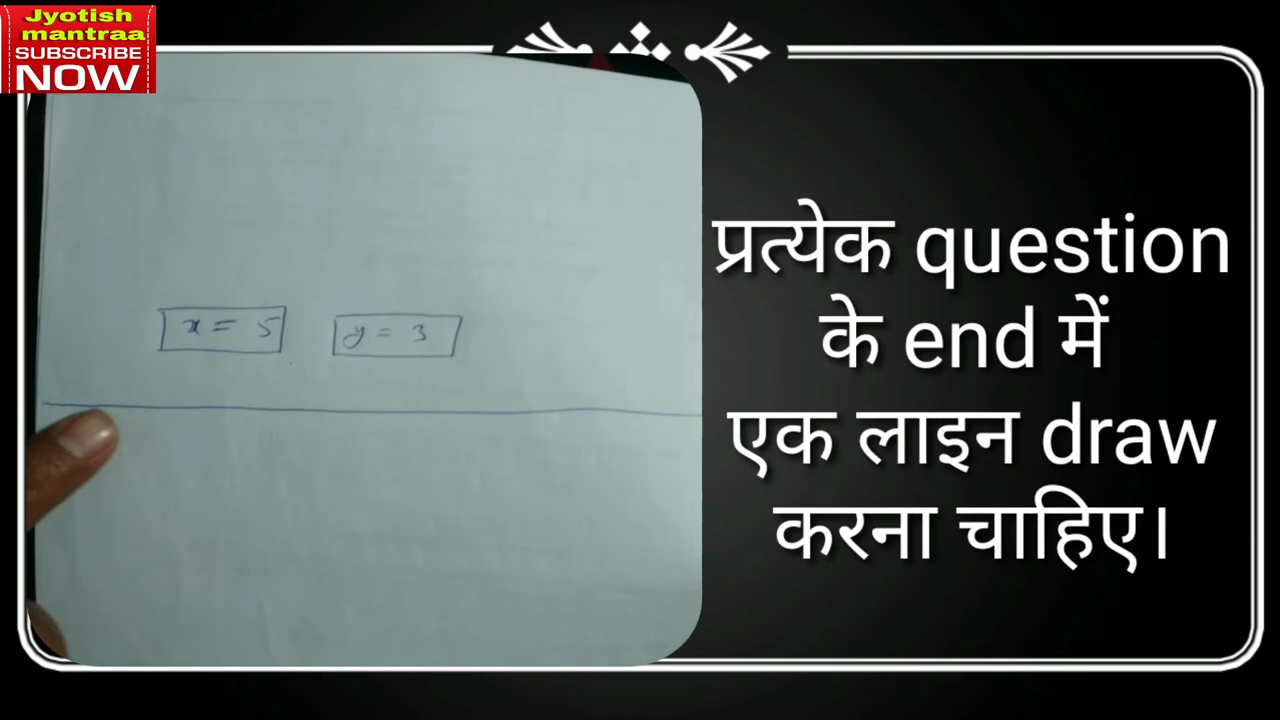 Jyotish
mantraa
SUBSCRIBE
NOW
x = 5
y = 3
प्रत्येक question
के end में
एक लाइन draw
करना चाहिए।